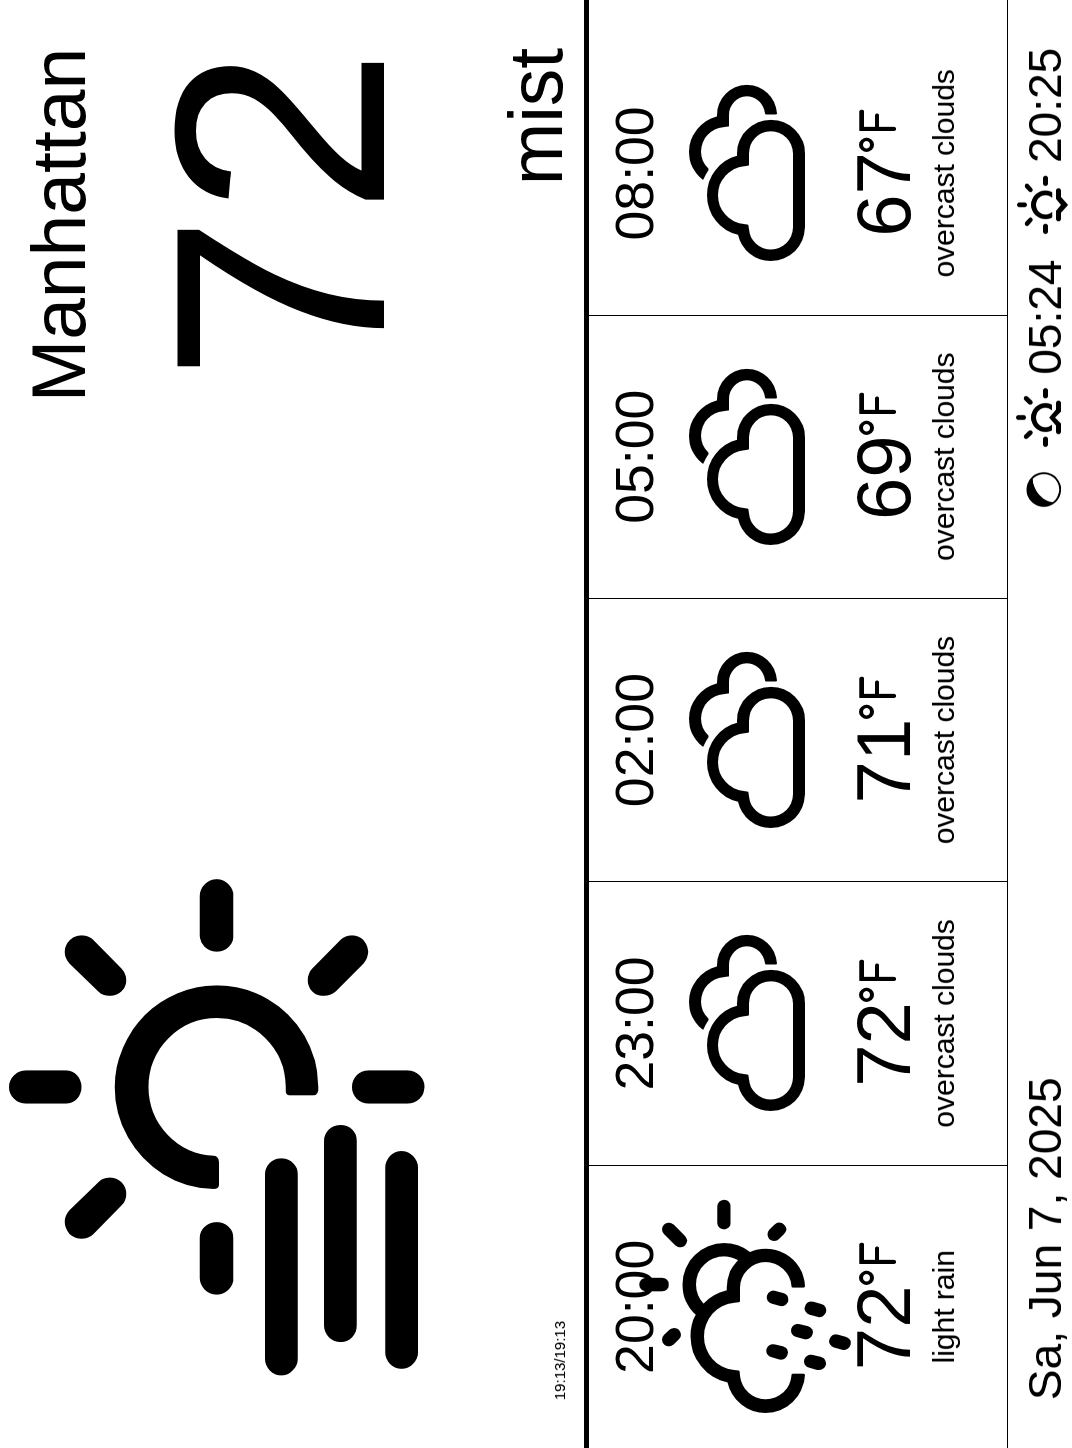 Manhattan
72
mist
19:13/19:13
20:00
72°F
light rain
23:00
72°F
overcast clouds
02:00
71°F
overcast clouds
05:00
69°F
overcast clouds
08:00
67°F
overcast clouds
Sa, Jun 7, 2025
05:24 20:25